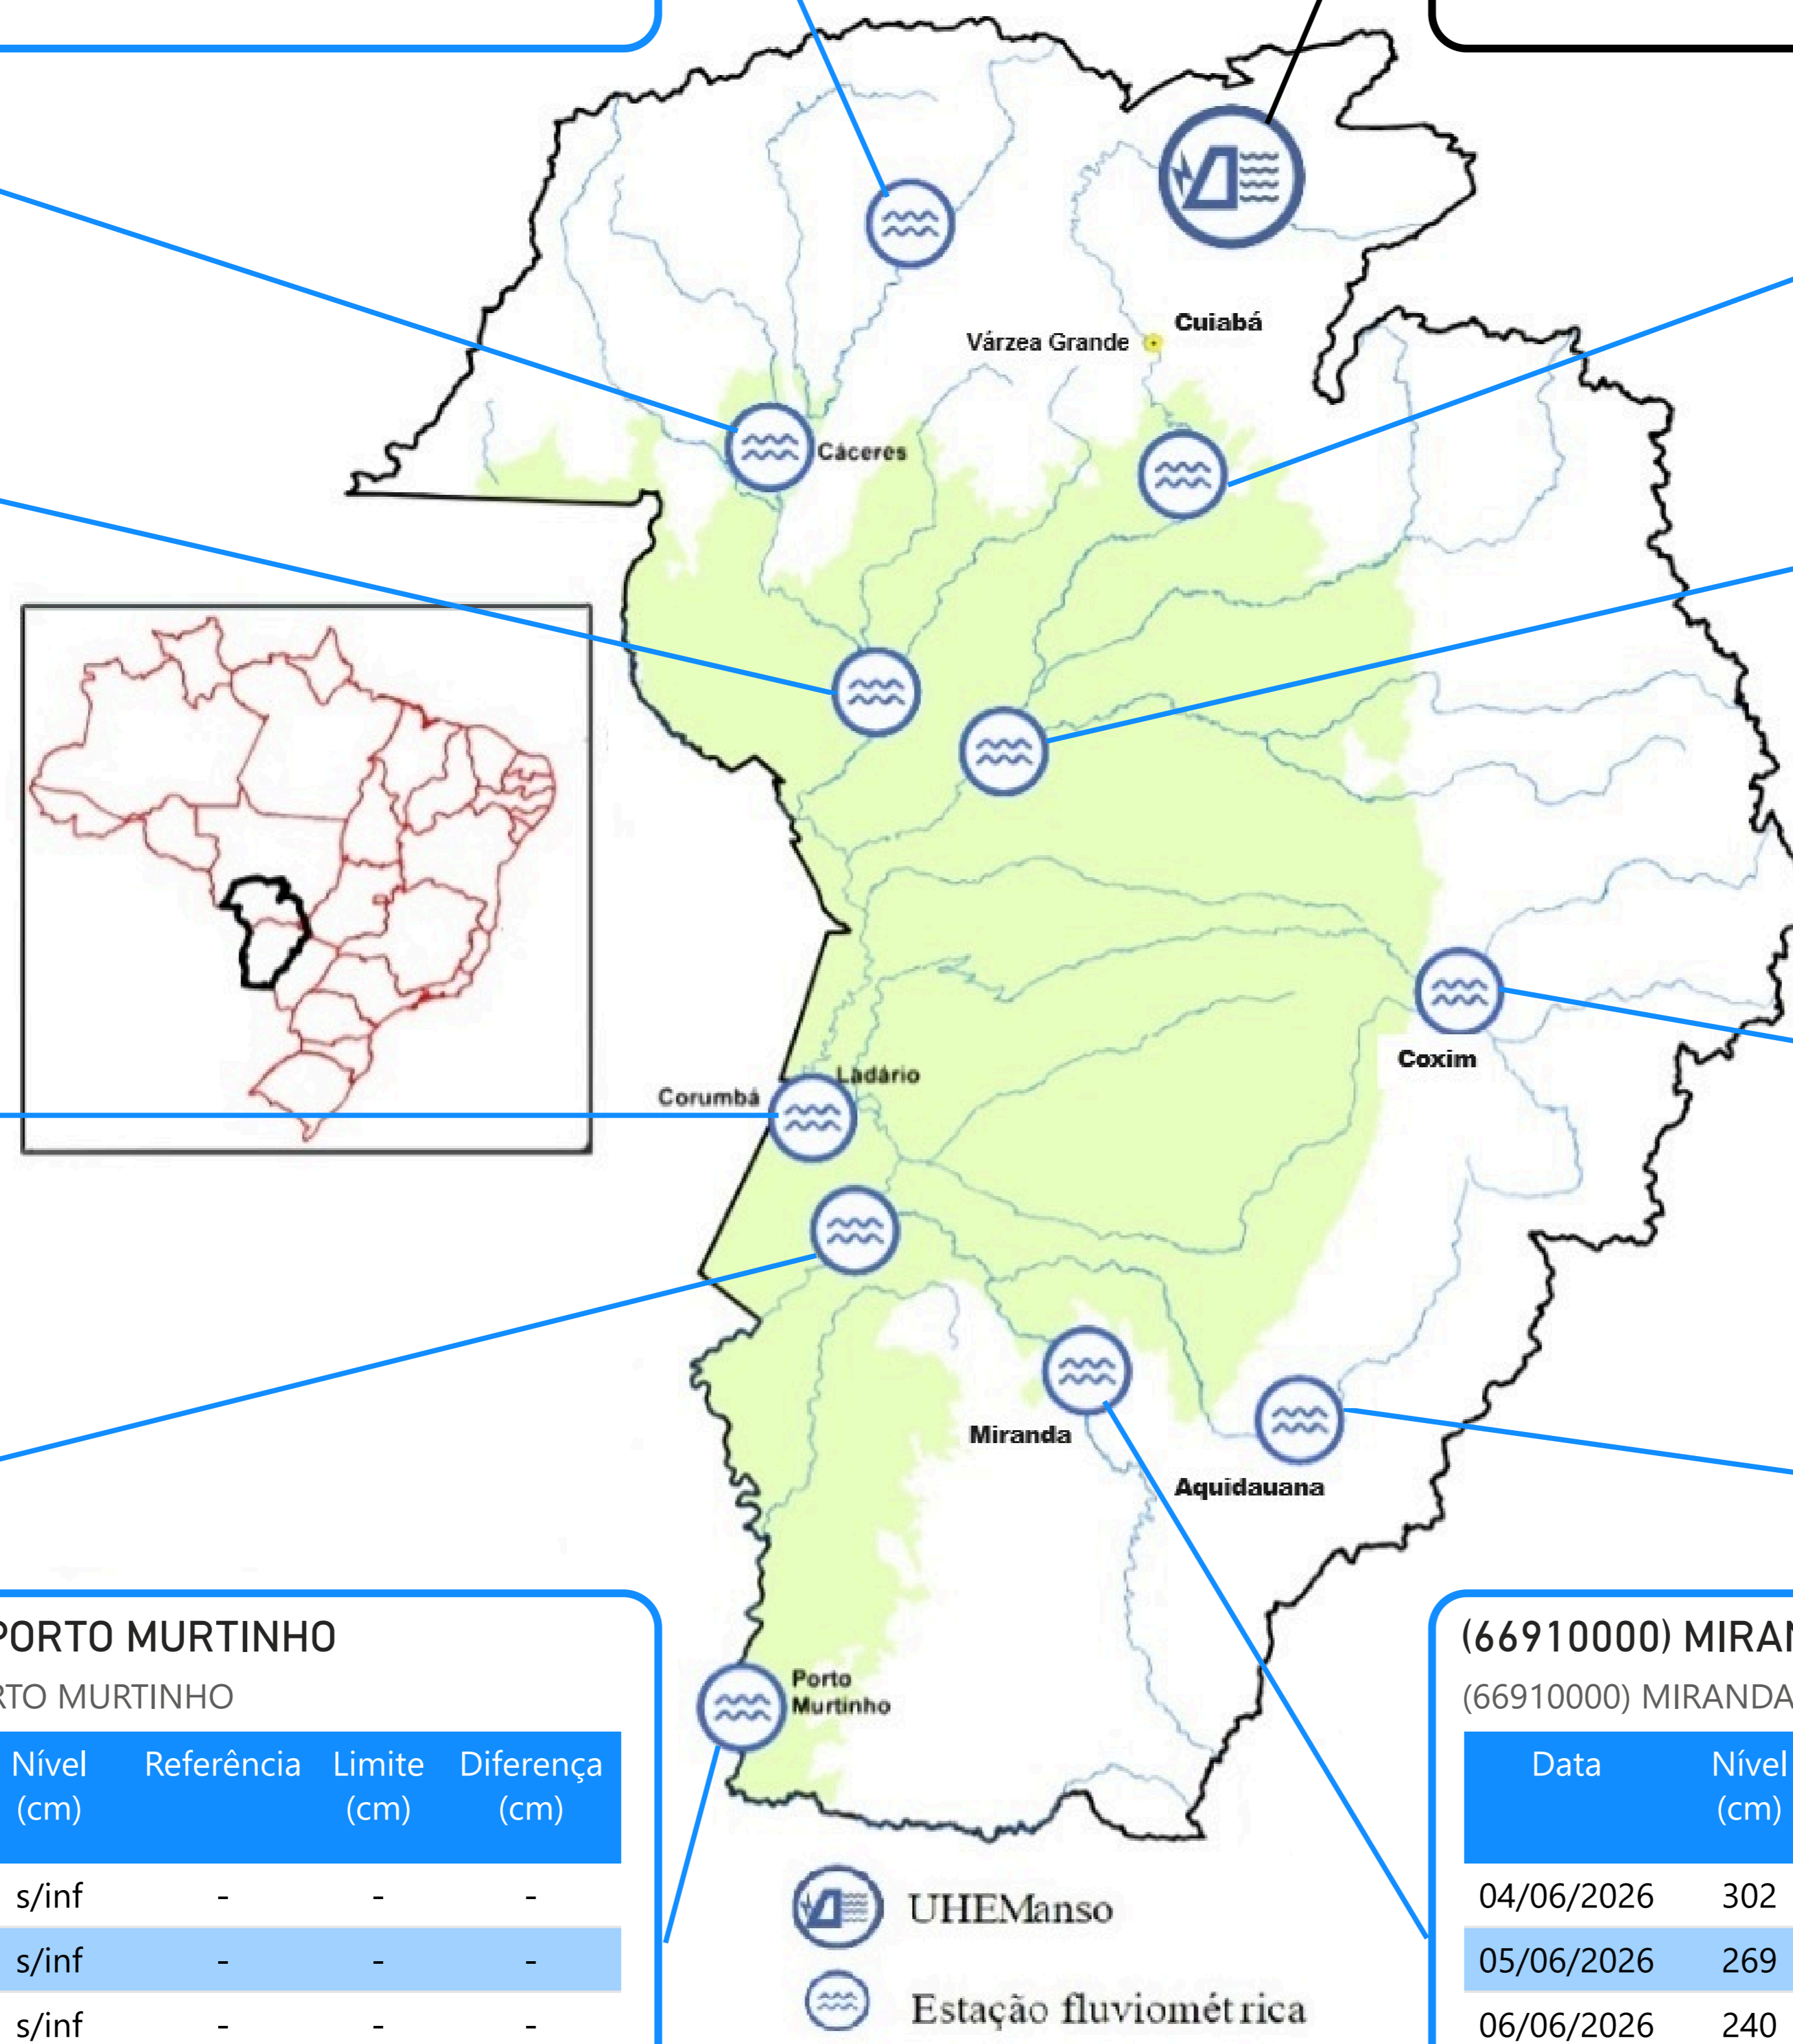 Cuiabá
Várzea Grande
Cáceres
Coxim
Ladário
Corumbá
Miranda
Aquidauana
Porto
Murtinho
PORTO MURTINHO
RTO MURTINHO
Nível (cm) Referência Limite (cm) Diferença (cm)
s/inf - - -
s/inf - - -
s/inf - - -
UHEManso
Estação fluviométrica
(66910000) MIRAN
(66910000) MIRANDA
Data Nível (cm)
04/06/2026 302
05/06/2026 269
06/06/2026 240